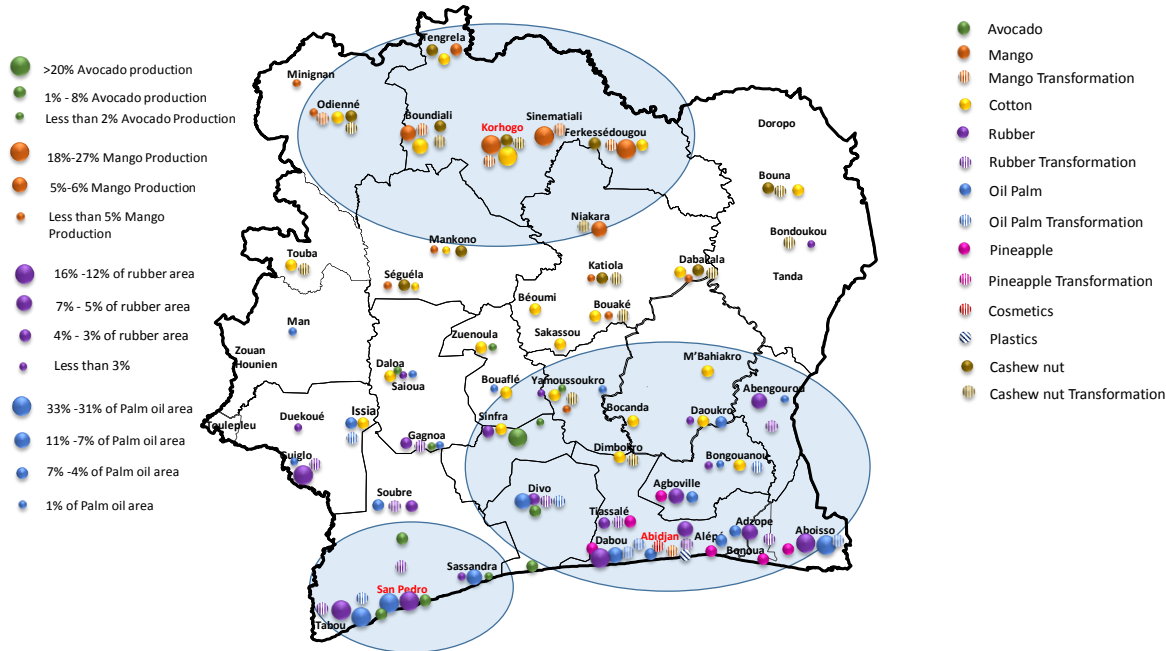 >20% Avocado production
1% - 8% Avocado production
Less than 2% Avocado Production
18%-27% Mango Production
5%-6% Mango Production
Less than 5% Mango
Production
16% -12% of rubber area
7% - 5% of rubber area
4% - 3% of rubber area
Less than 3%
33% -31% of Palm oil area
11% -7% of Palm oil area
7% -4% of Palm oil area
1% of Palm oil area
Tengrela
Minignan
Odienné
Boundiali
Korhogo
Sinematiali
Ferkessédougou
Doropo
Bouna
Niakara
Bondoukou
Mankono
Touba
Séguéla
Katiola
Dabakala
Tanda
Béoumi
Bouaké
Man
Zuenoula
Sakassou
Zouan
Hounien
Daloa
Saioua
Bouaflé
Yamoussoukro
M'Bahiakro
Abengourou
Toulepleu
Duekoué
Issia
Sinfra
Bocanda
Daoukro
Guiglo
Gagnoa
Dimbokro
Bongouanou
Soubre
Divo
Agboville
Tiassalé
Dabou
Abidjan
Alépé
Adzope
Aboisso
Bonoua
Sassandra
San Pedro
Tabou
Avocado
Mango
Mango Transformation
Cotton
Rubber
Rubber Transformation
Oil Palm
Oil Palm Transformation
Pineapple
Pineapple Transformation
Cosmetics
Plastics
Cashew nut
Cashew nut Transformation